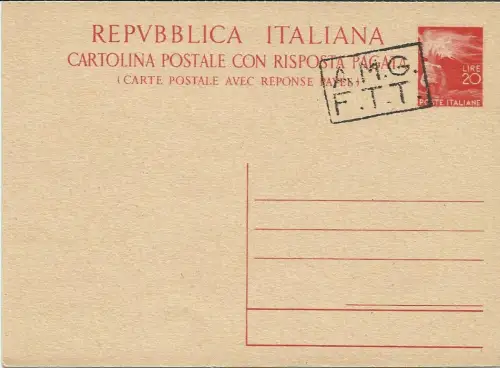 REPVBBLICA ITALIANA
CARTOLINA POSTALE CON RISPOSTA PAGATA
(CARTE POSTALE AVEC REPONSE PAYEE)
A.M.G.
F.T.T.
LIRE
20
POSTE ITALIANE